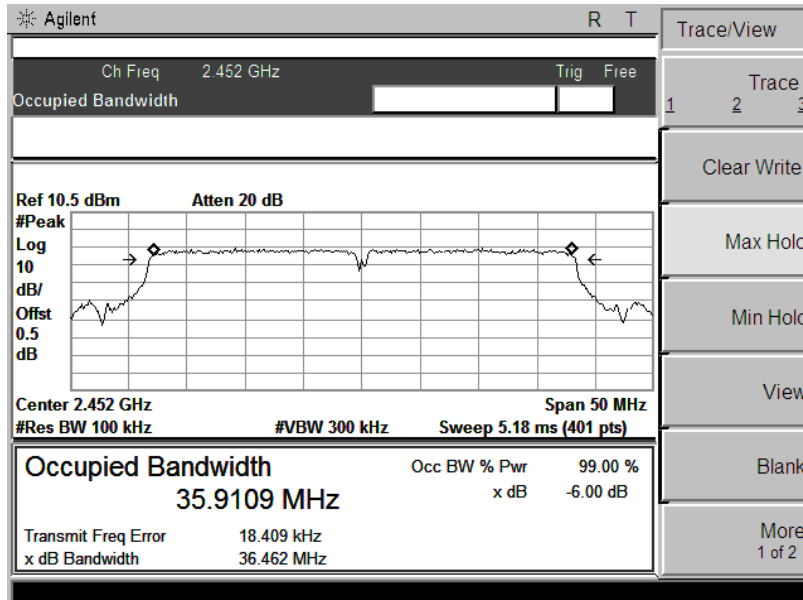 Agilent R T
Trace/View
Ch Freq 2.452 GHz Trig Free
Occupied Bandwidth
Trace
1 2 3
Clear Write
Max Hold
Min Hold
View
Blank
More
1 of 2
Ref 10.5 dBm Atten 20 dB
#Peak
Log
10
dB/
Offst
0.5
dB
Center 2.452 GHz Span 50 MHz
#Res BW 100 kHz #VBW 300 kHz Sweep 5.18 ms (401 pts)
Occupied Bandwidth
35.9109 MHz
Occ BW % Pwr 99.00 %
x dB -6.00 dB
Transmit Freq Error 18.409 kHz
x dB Bandwidth 36.462 MHz